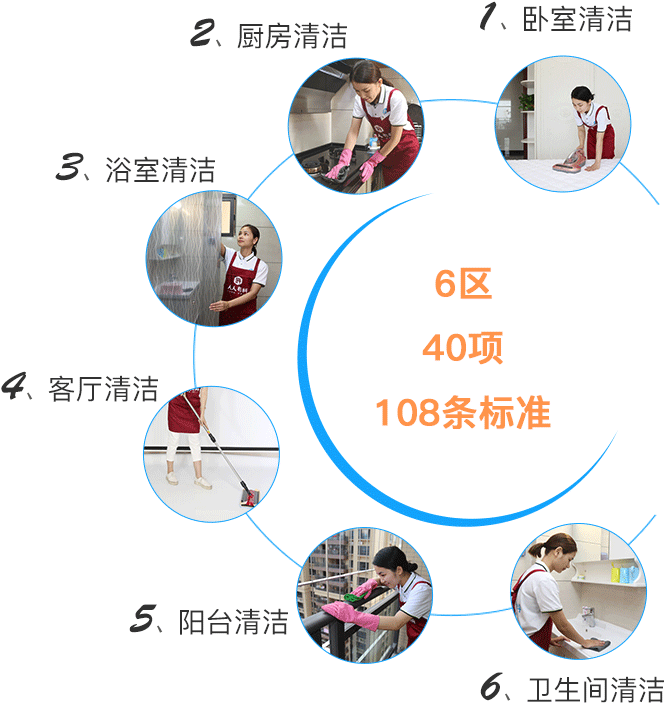 1、卧室清洁
2、厨房清洁
3、浴室清洁
4、客厅清洁
5、阳台清洁
6、卫生间清洁
6区
40项
108条标准